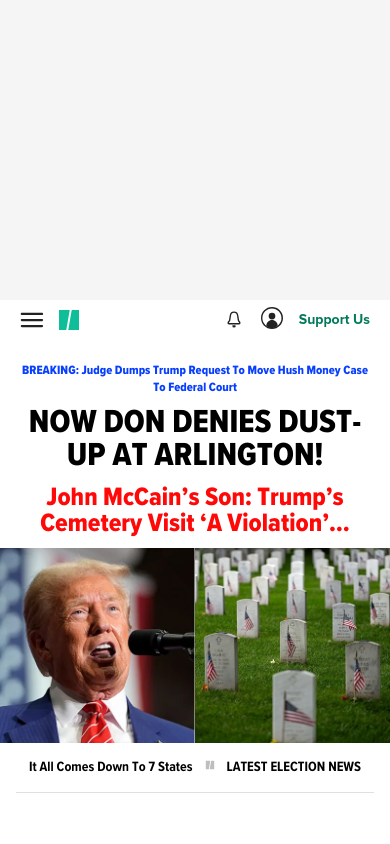 Support Us
BREAKING: Judge Dumps Trump Request To Move Hush Money Case
To Federal Court
NOW DON DENIES DUST-
UP AT ARLINGTON!
John McCain’s Son: Trump’s
Cemetery Visit ‘A Violation’...
It All Comes Down To 7 States
LATEST ELECTION NEWS